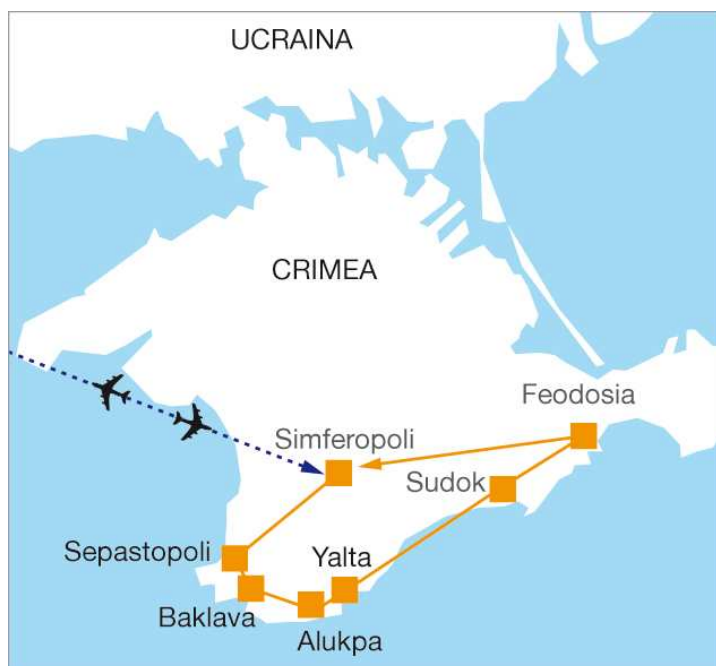 UCRAINA
CRIMEA
Feodosia
Simferopoli
Sudok
Sepastopoli
Yalta
Baklava
Alukpa